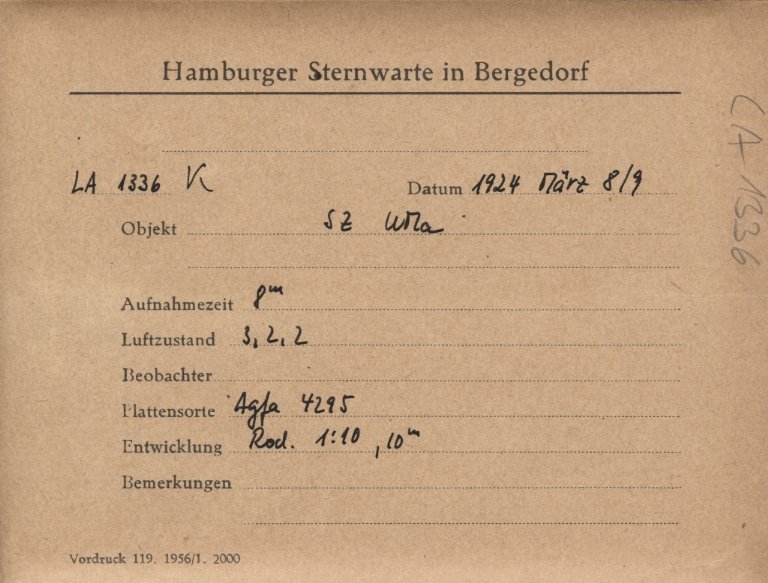 Hamburger Sternwarte in Bergedorf
LA 1336 K Datum 1924 März 8/9
Objekt SZ UMa
Aufnahmezeit 8m
Luftzustand 3, 2, 2
Beobachter
Plattensorte Agfa 4295
Entwicklung Rod. 1:10, 10m
Bemerkungen
Vordruck 119. 1956/1. 2000
LA 1336